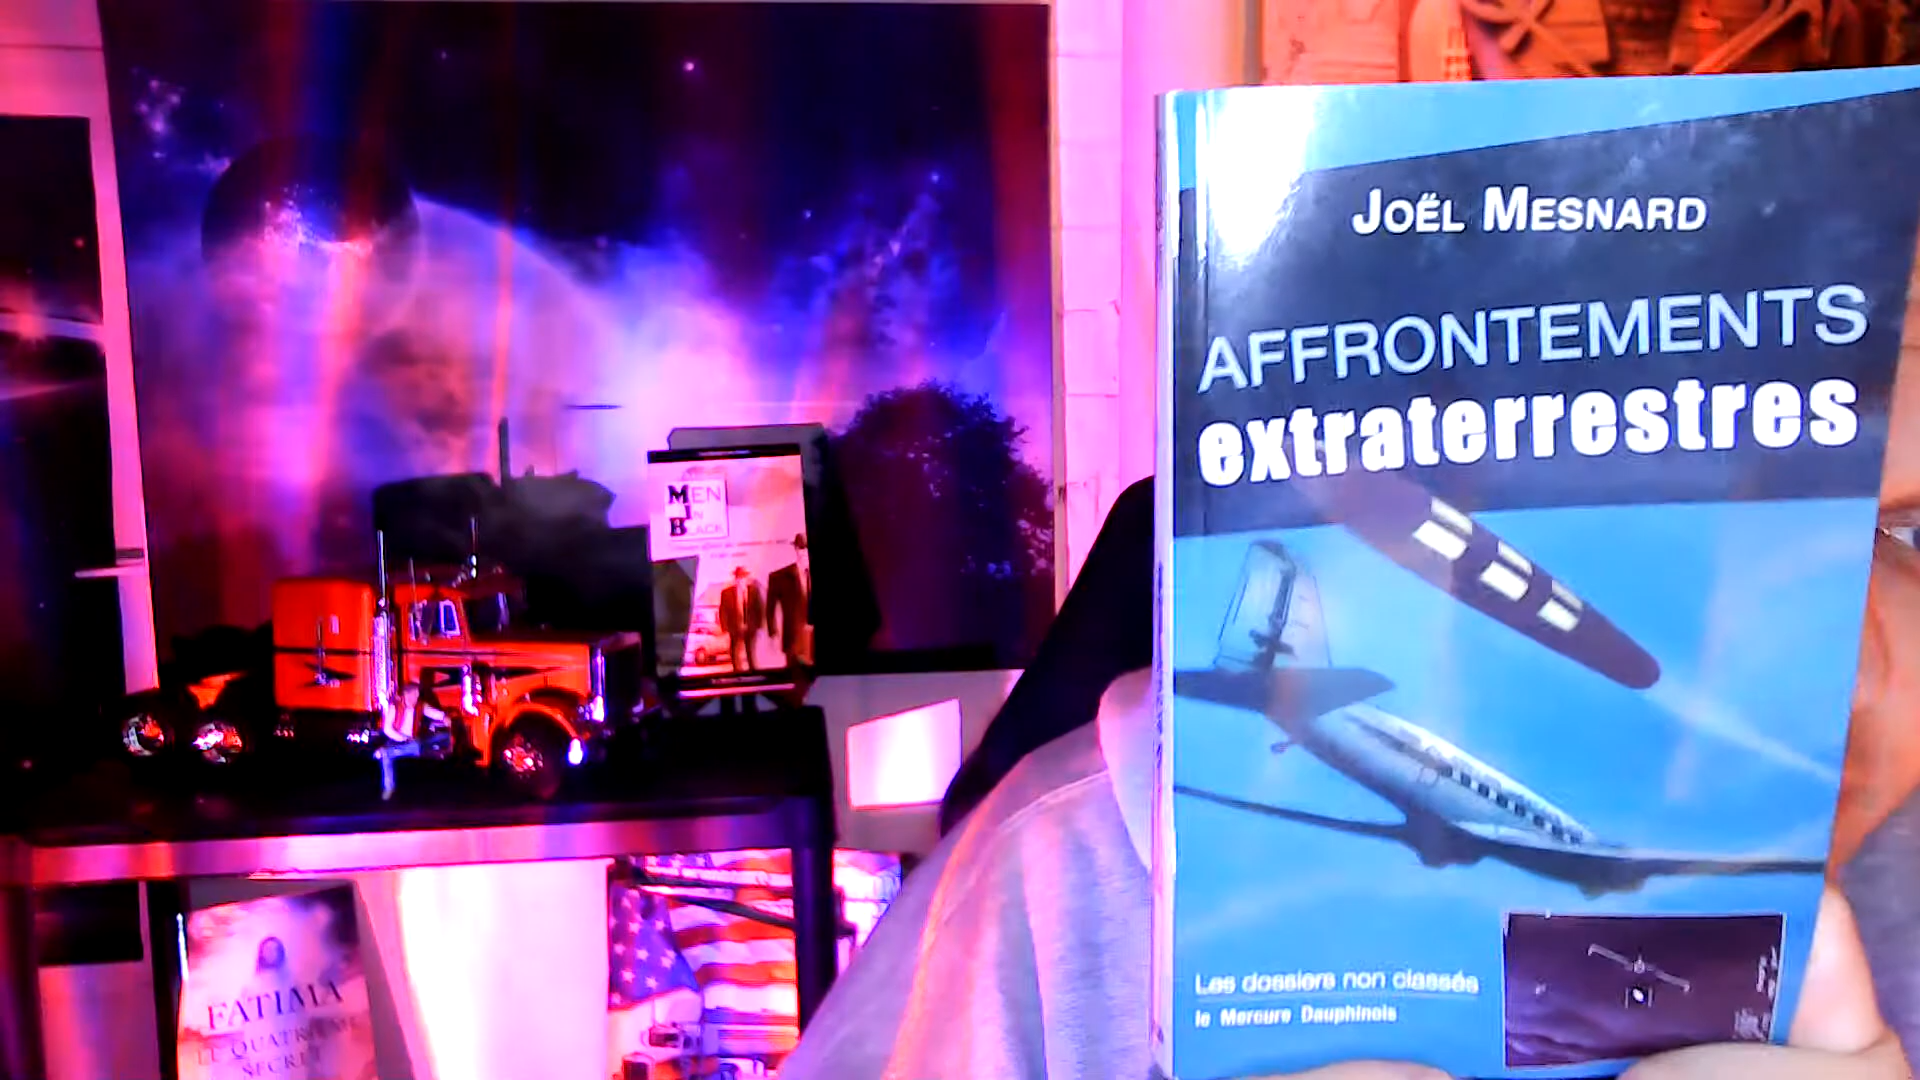 JOËL MESNARD
AFFRONTEMENTS
extraterrestres
Les dossiers non classés
le Mercure Dauphinois
MEN
IN
BLACK
FATIMA
LE QUATRIÈME
SECRET